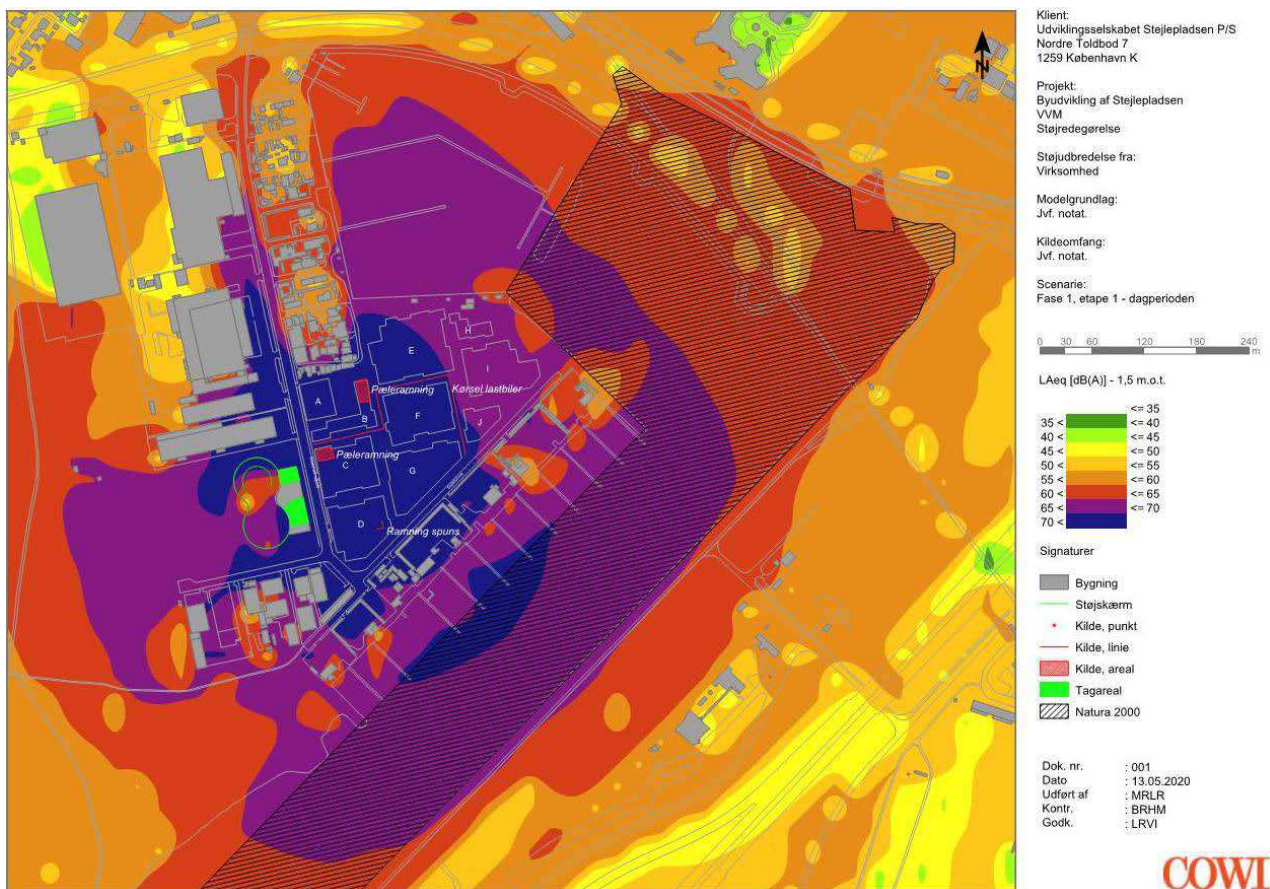 Klient:
Udviklingsselskabet Stejlepladsen P/S
Nordre Toldbod 7
1259 København K
Projekt:
Byudvikling af Stejlepladsen
VVM
Støjredegørelse
Støjudbredelse fra:
Virksomhed
Modelgrundlag:
Jvf. notat.
Kildeomfang:
Jvf. notat.
Scenarie:
Fase 1, etape 1 - dagperioden
0 30 60 120 180 240
m
LAeq [dB(A)] - 1,5 m.o.t.
<= 35
35 < <= 40
40 < <= 45
45 < <= 50
50 < <= 55
55 < <= 60
60 < <= 65
65 < <= 70
70 <
Signaturer
Bygning
Støjskærm
Kilde, punkt
Kilde, linie
Kilde, areal
Tagareal
Natura 2000
Dok. nr. : 001
Dato : 13.05.2020
Udført af : MRLR
Kontr. : BRHM
Godk. : LRVI
COWI
N
H
E
I
Pæleramning
Kørsel lastbiler
A
F
B
J
Pæleramning
C
G
D
Ramning spuns